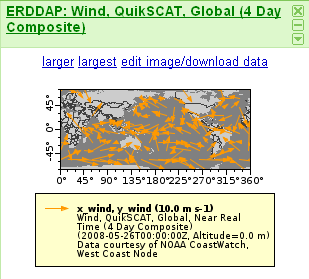 ERDDAP: Wind, QuikSCAT, Global (4 Day
Composite)
larger largest edit image/download data
45°
0°
-45°
0° 45° 90° 135° 180° 225° 270° 315° 360°
x_wind, y_wind (10.0 m s-1)
Wind, QuikSCAT, Global, Near Real
Time (4 Day Composite)
(2008-05-26T00:00:00Z, Altitude=0.0 m)
Data courtesy of NOAA CoastWatch,
West Coast Node